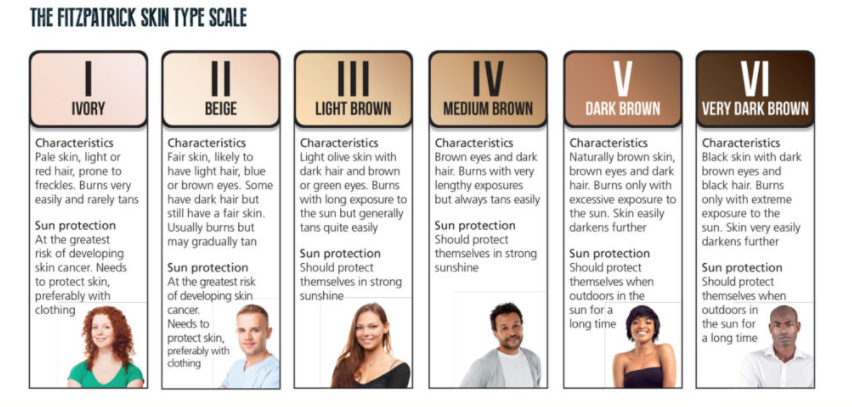 THE FITZPATRICK SKIN TYPE SCALE
I
IVORY
Characteristics
Pale skin, light or
red hair, prone to
freckles. Burns very
easily and rarely tans
Sun protection
At the greatest
risk of developing
skin cancer. Needs
to protect skin,
preferably with
clothing
II
BEIGE
Characteristics
Fair skin, likely to
have light hair, blue
or brown eyes. Some
have dark hair but
still have a fair skin.
Usually burns but
may gradually tan
Sun protection
At the greatest risk
of developing skin
cancer.
Needs to
protect skin,
preferably with
clothing
III
LIGHT BROWN
Characteristics
Light olive skin with
dark hair and brown
or green eyes. Burns
with long exposure to
the sun but generally
tans quite easily
Sun protection
Should protect
themselves in strong
sunshine
IV
MEDIUM BROWN
Characteristics
Brown eyes and dark
hair. Burns with very
lengthy exposures
but always tans easily
Sun protection
Should protect
themselves in strong
sunshine
V
DARK BROWN
Characteristics
Naturally brown skin,
brown eyes and dark
hair. Burns only with
excessive exposure to
the sun. Skin easily
darkens further
Sun protection
Should protect
themselves when
outdoors in the
sun for a
long time
VI
VERY DARK BROWN
Characteristics
Black skin with dark
brown eyes and
black hair. Burns
only with extreme
exposure to the
sun. Skin very easily
darkens further
Sun protection
Should protect
themselves when
outdoors in
the sun for
a long time